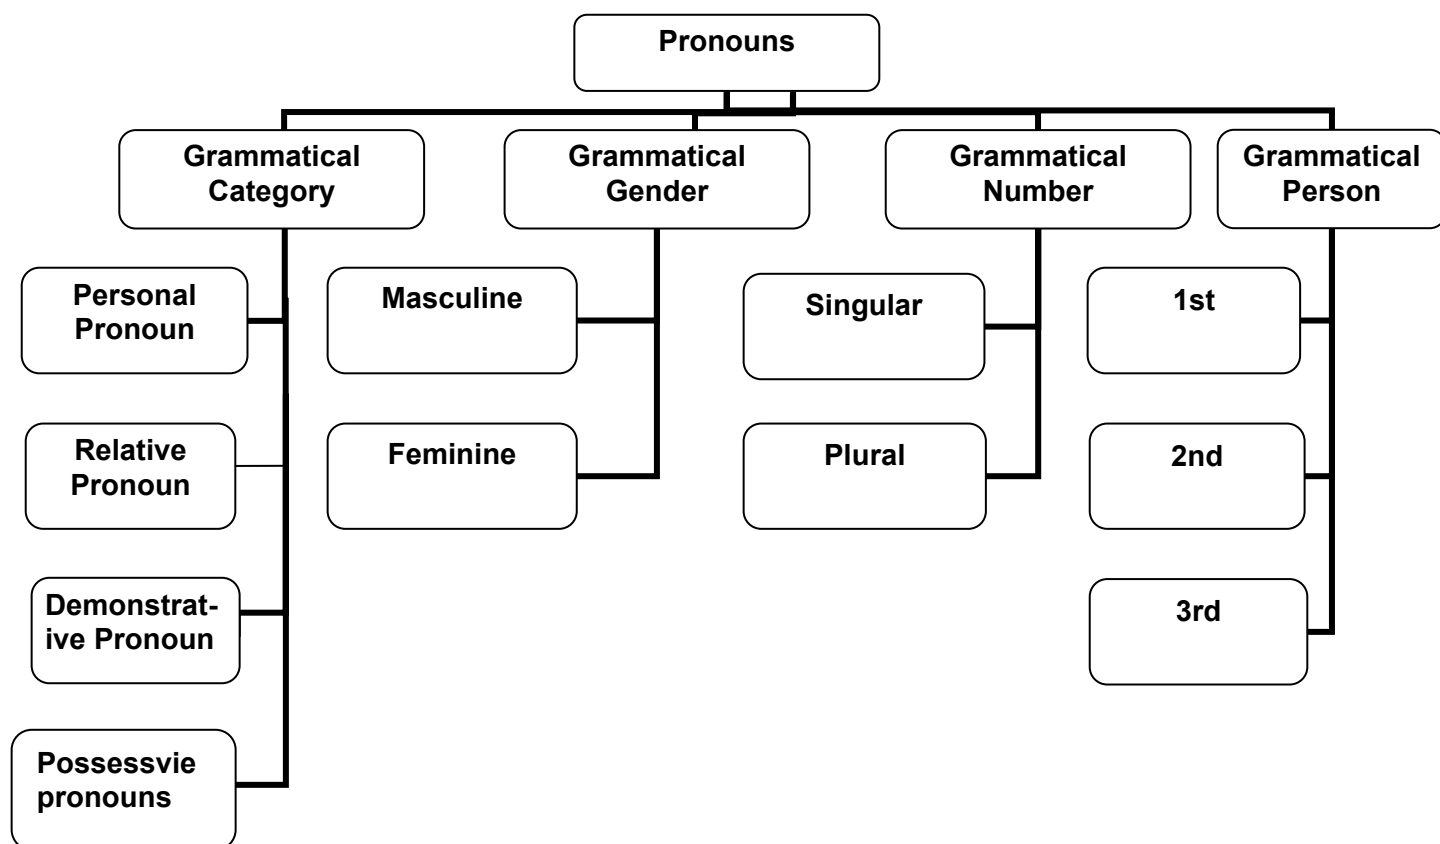 Pronouns
Grammatical
Category
Grammatical
Gender
Grammatical
Number
Grammatical
Person
Personal
Pronoun
Relative
Pronoun
Demonstrat-
ive Pronoun
Possessvie
pronouns
Masculine
Feminine
Singular
Plural
1st
2nd
3rd